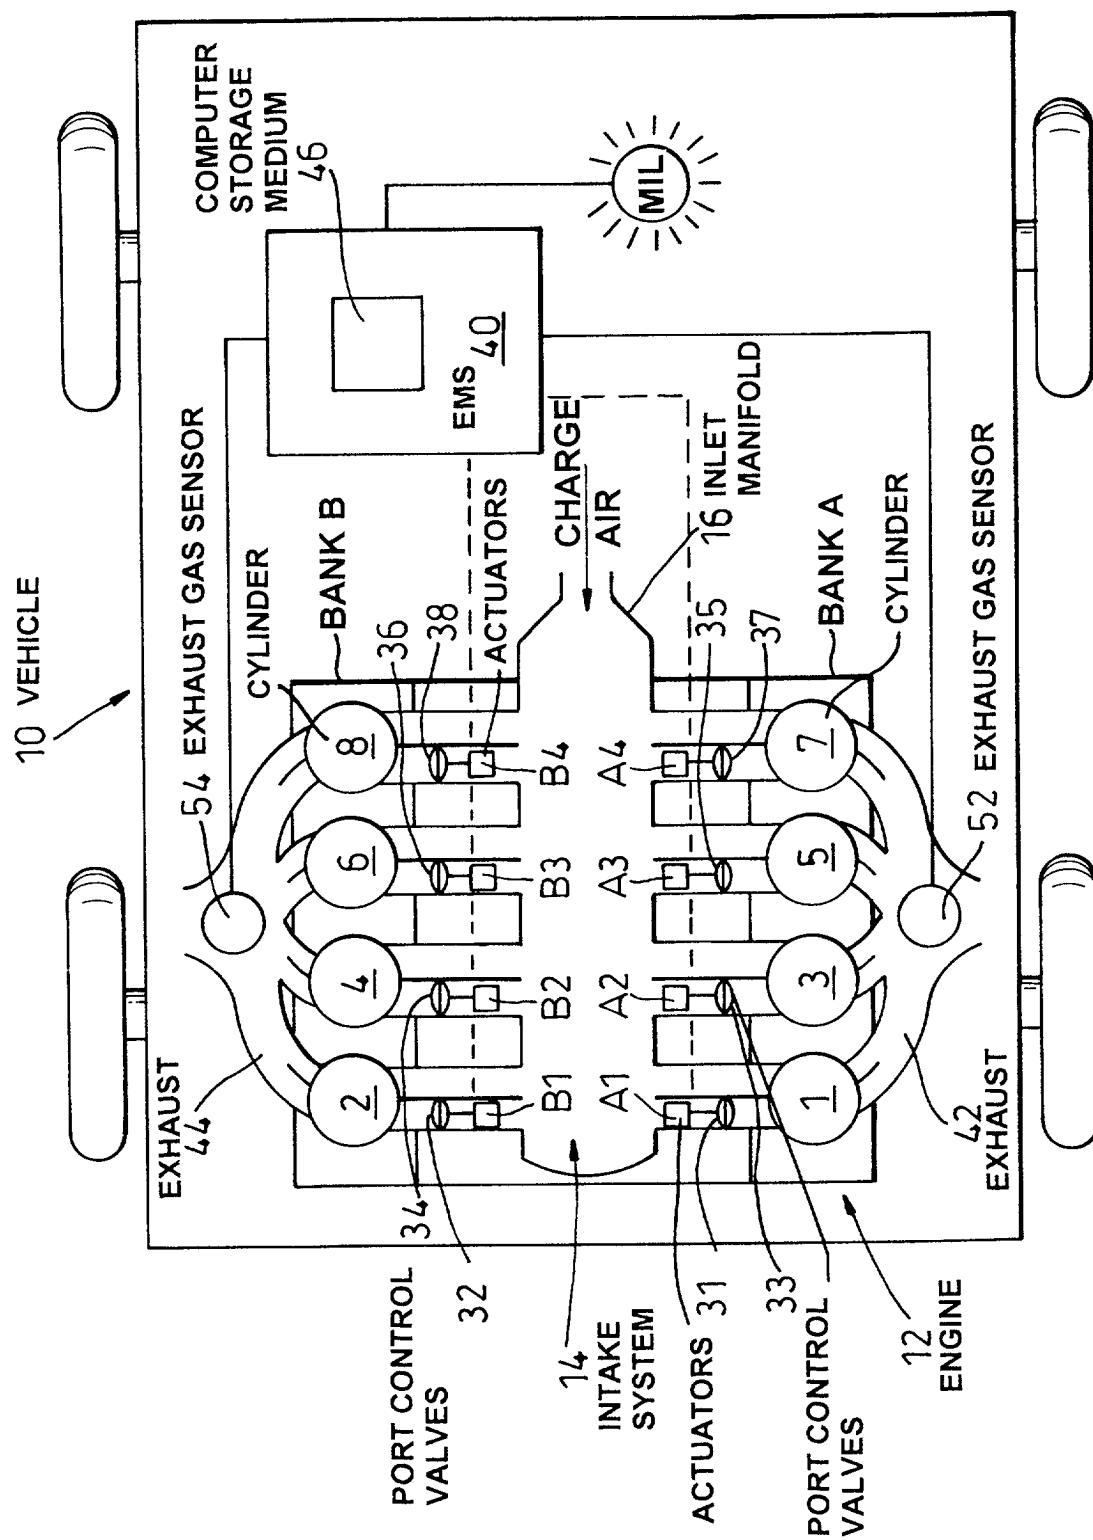 10 VEHICLE
54 EXHAUST GAS SENSOR
COMPUTER
STORAGE
MEDIUM
46
EXHAUST
44
CYLINDER
BANK B
EMS
40
MIL
2
4
6
8
34
32
36
38
ACTUATORS
PORT CONTROL
VALVES
B1
B2
B3
B4
CHARGE
AIR
14
INTAKE
SYSTEM
A1
A2
A3
A4
16 INLET
MANIFOLD
ACTUATORS
31
33
35
37
PORT CONTROL
VALVES
1
3
5
7
BANK A
CYLINDER
12
ENGINE
42
EXHAUST
52 EXHAUST GAS SENSOR